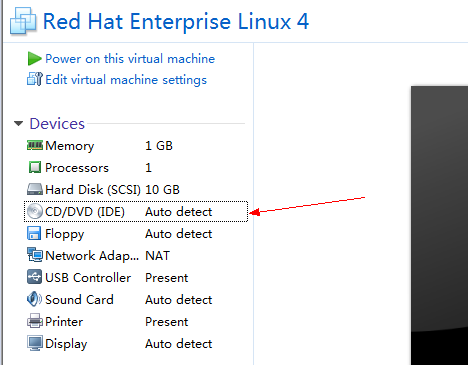 Red Hat Enterprise Linux 4
Power on this virtual machine
Edit virtual machine settings
Devices
Memory 1 GB
Processors 1
Hard Disk (SCSI) 10 GB
CD/DVD (IDE) Auto detect
Floppy Auto detect
Network Adap... NAT
USB Controller Present
Sound Card Auto detect
Printer Present
Display Auto detect